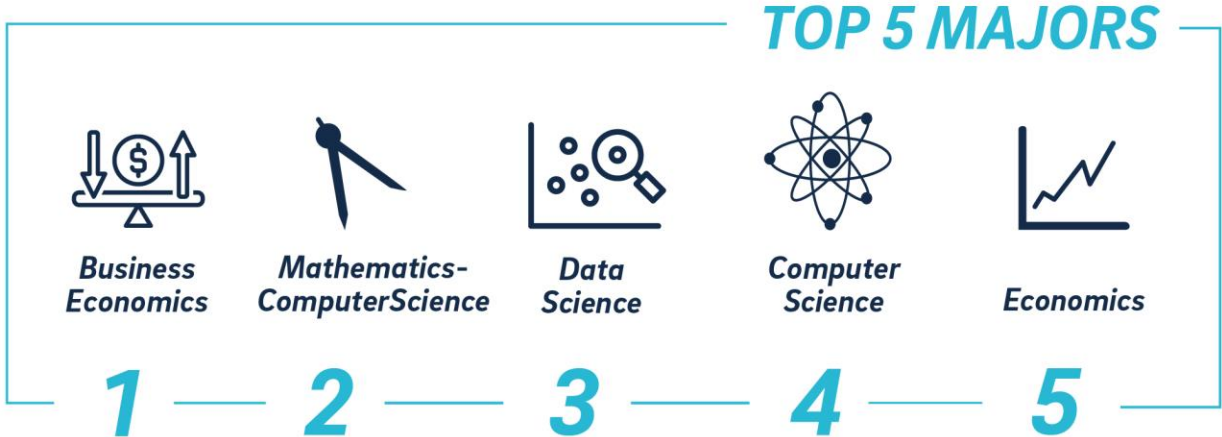 TOP 5 MAJORS
$
Business
Economics
Mathematics-
ComputerScience
Data
Science
Computer
Science
Economics
1 2 3 4 5